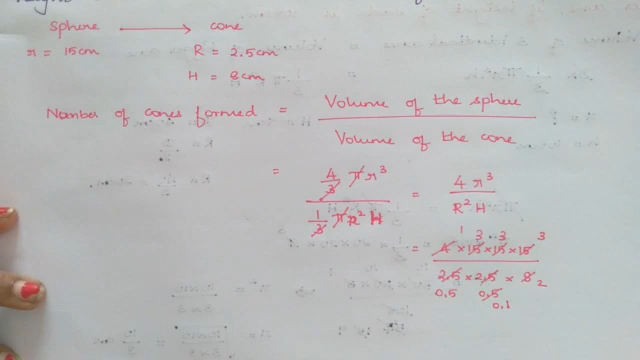 sphere → cone
r = 15cm R = 2.5cm
H = 8cm
Number of cones formed = Volume of the sphere
Volume of the cone
= 4/3 π r³ / 1/3 π R² H = 4 r³ / R² H
1 3 3 3
= 4 × 15 × 15 × 15
2.5 × 2.5 × 8 2
0.5 0.5
0.1